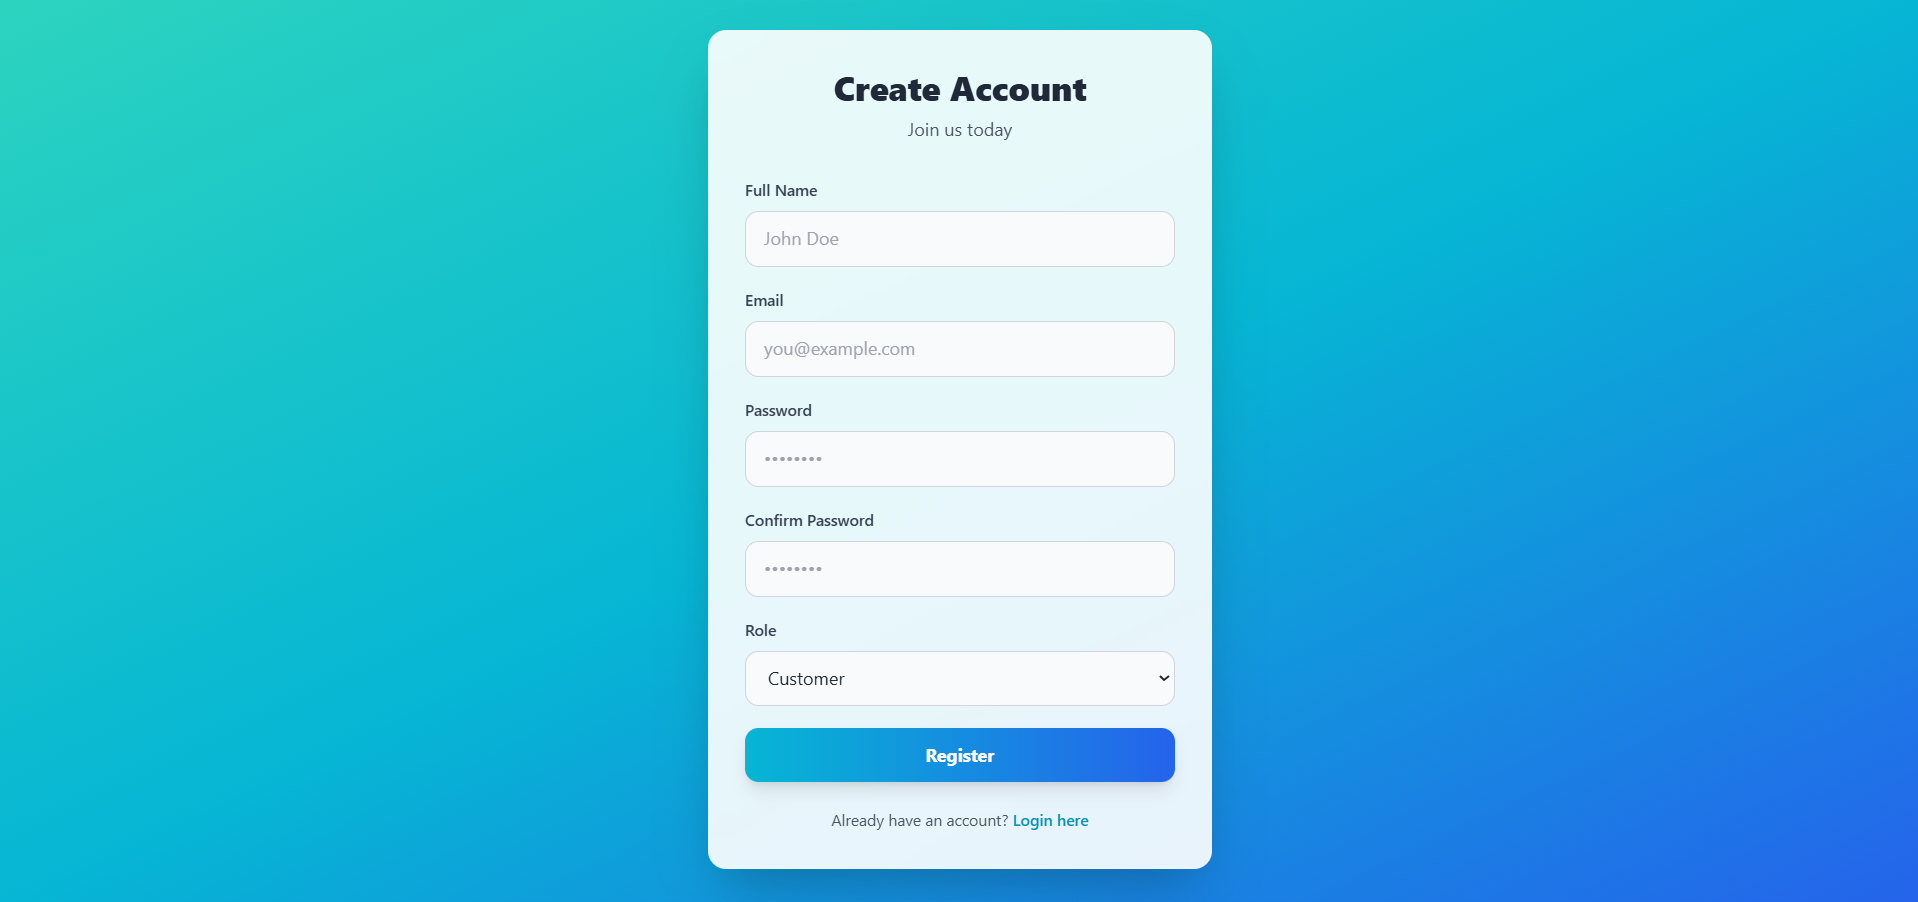 Create Account
Join us today
Full Name
John Doe
Email
you@example.com
Password
••••••••
Confirm Password
••••••••
Role
Customer
Register
Already have an account? Login here